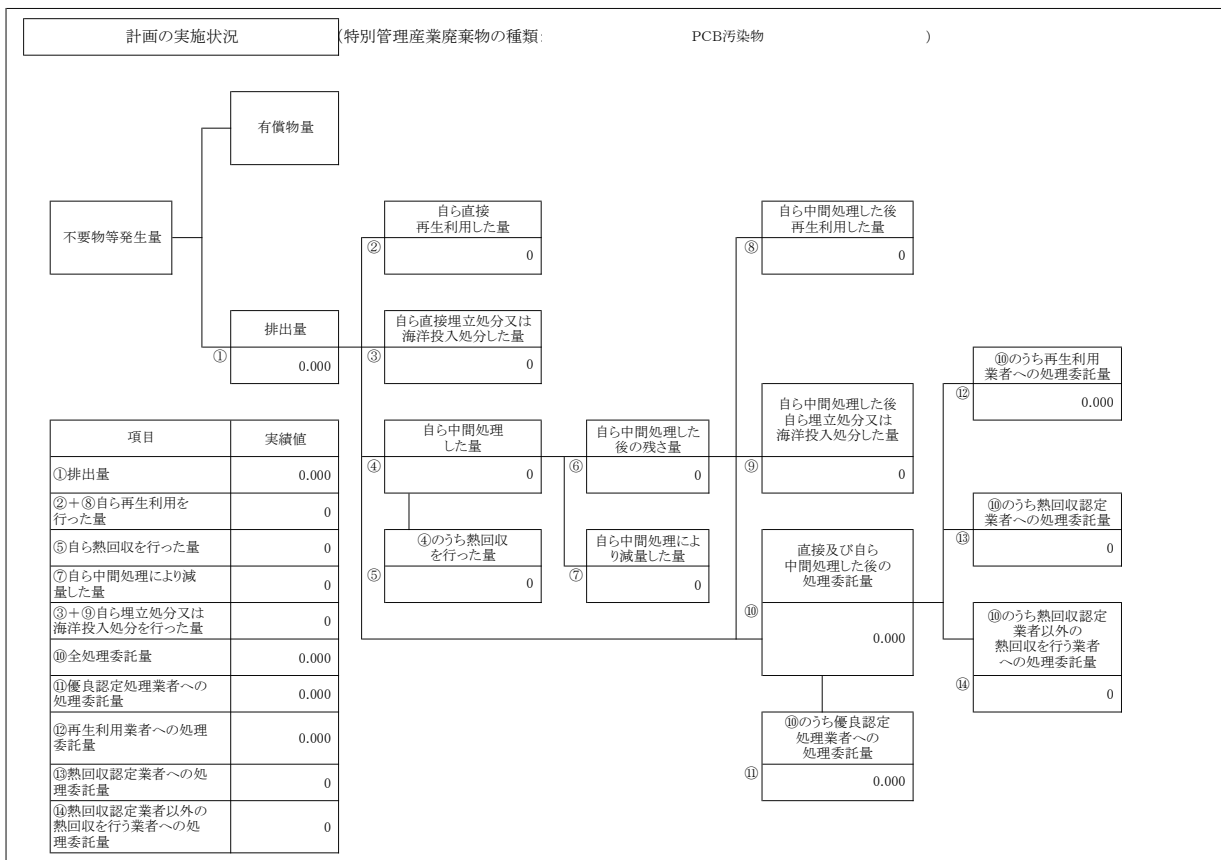 計画の実施状況 (特別管理産業廃棄物の種類: PCB汚染物 )
有償物量
不要物等発生量
自ら直接
再生利用した量
②
0
自ら中間処理した後
再生利用した量
⑧
0
排出量
①
0.000
自ら直接埋立処分又は
海洋投入処分した量
③
0
⑩のうち再生利用
業者への処理委託量
⑫
0.000
自ら中間処理
した量
④
0
自ら中間処理した
後の残さ量
⑥
0
自ら中間処理した後
自ら埋立処分又は
海洋投入処分した量
⑨
0
④のうち熱回収
を行った量
⑤
0
自ら中間処理によ
り減量した量
⑦
0
直接及び自ら
中間処理した後の
処理委託量
⑩
0.000
⑩のうち熱回収認定
業者への処理委託量
⑬
0
⑩のうち熱回収認定
業者以外の
熱回収を行う業者
への処理委託量
⑭
0
⑩のうち優良認定
処理業者への
処理委託量
⑪
0.000
項目 実績値
①排出量 0.000
②+⑧自ら再生利用を
行った量 0
⑤自ら熱回収を行った量 0
⑦自ら中間処理により減
量した量 0
③+⑨自ら埋立処分又は
海洋投入処分を行った量 0
⑩全処理委託量 0.000
⑪優良認定処理業者への
処理委託量 0.000
⑫再生利用業者への処理
委託量 0.000
⑬熱回収認定業者への処
理委託量 0
⑭熱回収認定業者以外の
熱回収を行う業者への処
理委託量 0